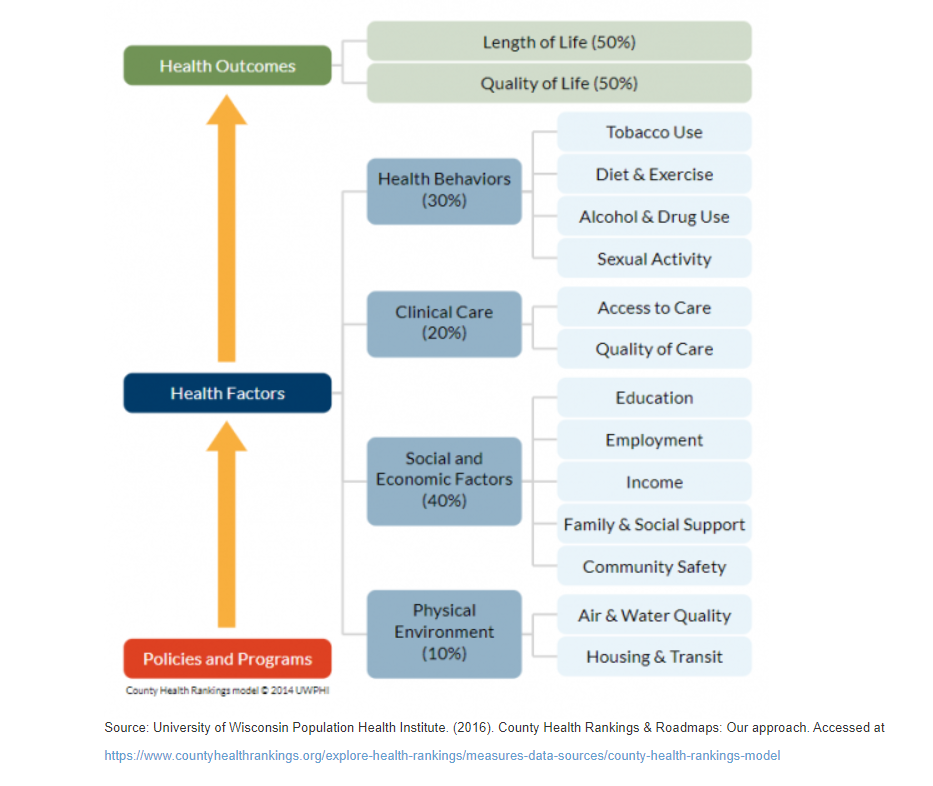 Health Outcomes
Length of Life (50%)
Quality of Life (50%)
Health Factors
Health Behaviors
(30%)
Tobacco Use
Diet & Exercise
Alcohol & Drug Use
Sexual Activity
Clinical Care
(20%)
Access to Care
Quality of Care
Social and
Economic Factors
(40%)
Education
Employment
Income
Family & Social Support
Community Safety
Physical
Environment
(10%)
Air & Water Quality
Housing & Transit
Policies and Programs
County Health Rankings model © 2014 UWPHI
Source: University of Wisconsin Population Health Institute. (2016). County Health Rankings & Roadmaps: Our approach. Accessed at
https://www.countyhealthrankings.org/explore-health-rankings/measures-data-sources/county-health-rankings-model